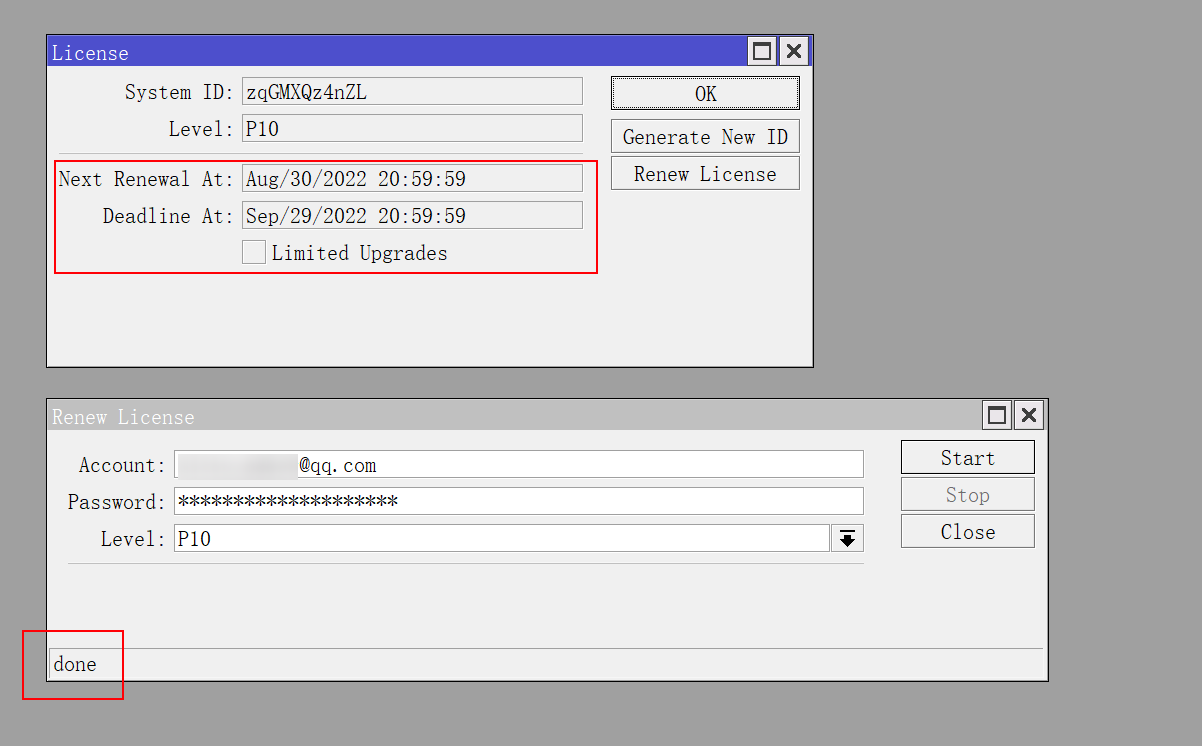 License
System ID: zqGMXQz4nZL
OK
Level: P10
Generate New ID
Next Renewal At: Aug/30/2022 20:59:59
Renew License
Deadline At: Sep/29/2022 20:59:59
Limited Upgrades
Renew License
Account: @qq.com
Start
Password: ********************
Stop
Level: P10
Close
done